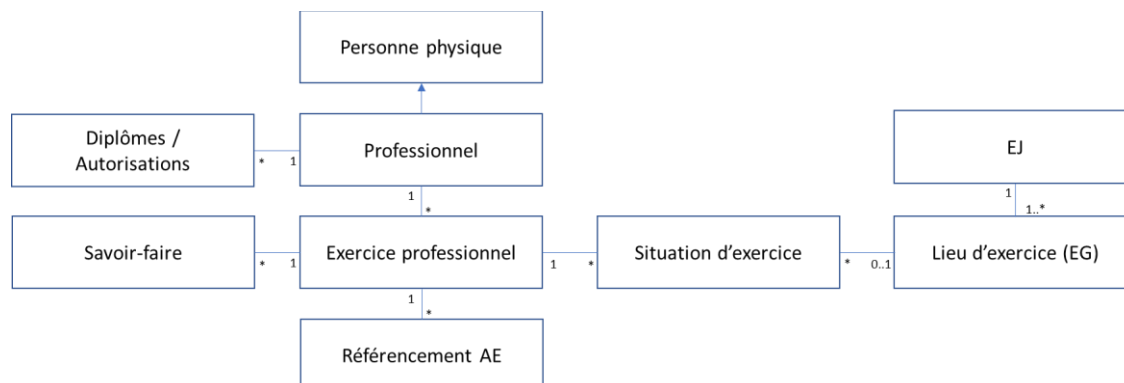 Personne physique
Diplômes /
Autorisations
* 1
Professionnel
EJ
1
*
1
1..*
Savoir-faire
* 1
Exercice professionnel
1 *
Situation d'exercice
* 0..1
Lieu d'exercice (EG)
1
*
Référencement AE